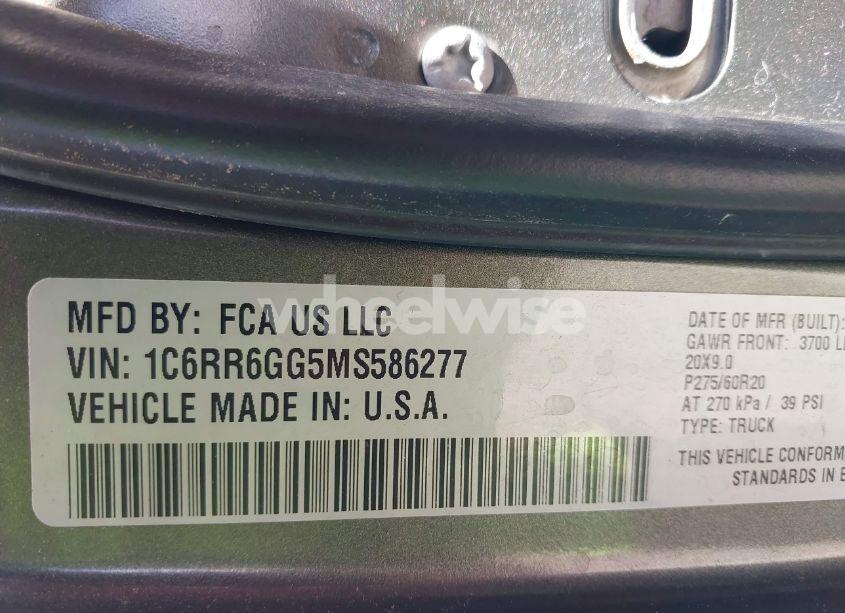 MFD BY: FCA US LLC
VIN: 1C6RR6GG5MS586277
VEHICLE MADE IN: U.S.A.
wheelwise
DATE OF MFR (BUILT):
GAWR FRONT: 3700
20X9.0
P275/60R20
AT 270 kPa / 39 PSI
TYPE: TRUCK
THIS VEHICLE CONFORM
STANDARDS IN